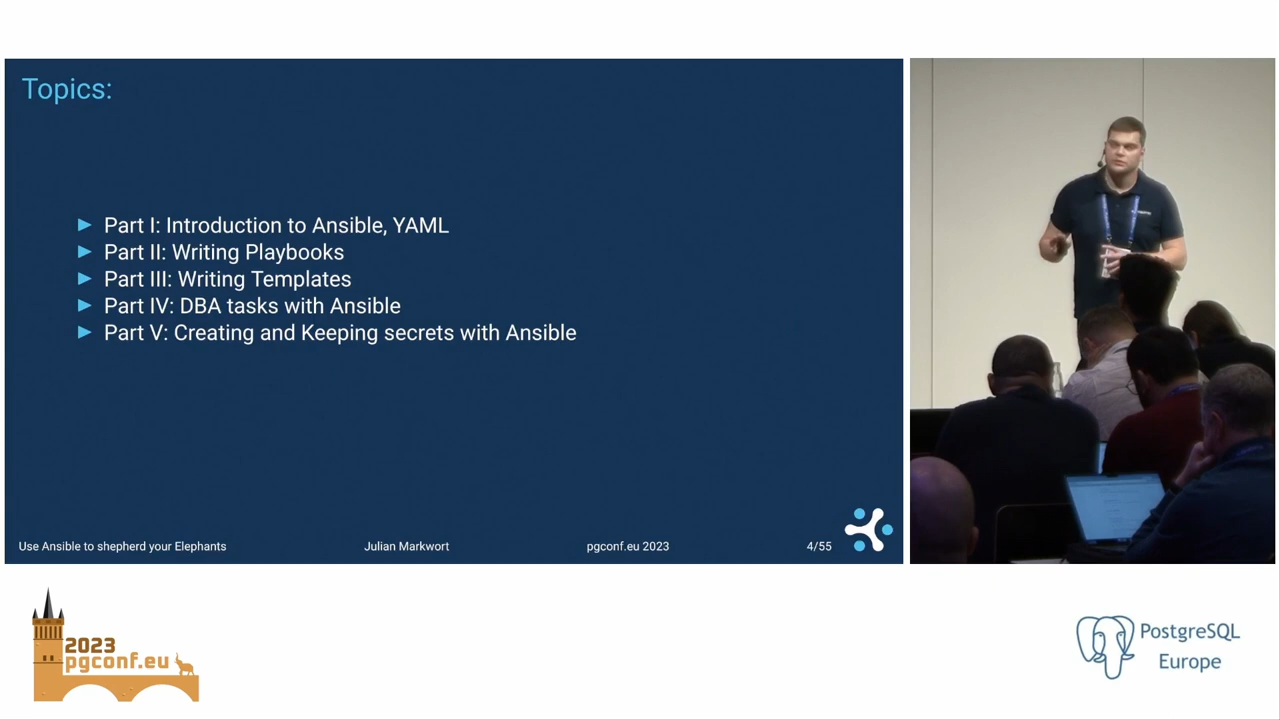 Topics:
Part I: Introduction to Ansible, YAML
Part II: Writing Playbooks
Part III: Writing Templates
Part IV: DBA tasks with Ansible
Part V: Creating and Keeping secrets with Ansible
Use Ansible to shepherd your Elephants
Julian Markwort
pgconf.eu 2023
4/55
2023
pgconf.eu
PostgreSQL
Europe